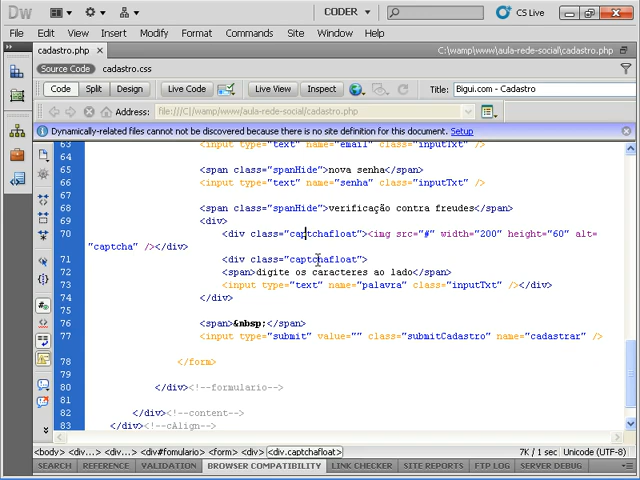 Dw CODER CS Live
File Edit View Insert Modify Format Commands Site Window Help
cadastro.php × C:\wamp\www\aula-rede-social\cadastro.php
Source Code cadastro.css
Code Split Design Live Code Live View Inspect Title: Bigui.com - Cadastro
Address: file:///C|/wamp/www/aula-rede-social/cadastro.php
Dynamically-related files cannot not be discovered because there is no site definition for this document. Setup
63 <input type="text" name="email" class="inputTxt" />
64
65 <span class="spanHide">nova senha</span>
66 <input type="text" name="senha" class="inputTxt" />
67
68 <span class="spanHide">verificação contra freudes</span>
69 <div>
70 <div class="captchafloat"><img src="#" width="200" height="60" alt=
"captcha" /></div>
71 <div class="captchafloat">
72 <span>digite os caracteres ao lado</span>
73 <input type="text" name="palavra" class="inputTxt" /></div>
74 </div>
75
76 <span>&nbsp;</span>
77 <input type="submit" value="" class="submitCadastro" name="cadastrar" />
78 </form>
79
80 </div><!--formulario-->
81
82 </div><!--content-->
83 </div><!--cAlign-->
<body> <div...> <div...> <div#fomulario> <form> <div> <div.captchafloat> 7K / 1 sec Unicode (UTF-8)
SEARCH REFERENCE VALIDATION BROWSER COMPATIBILITY LINK CHECKER SITE REPORTS FTP LOG SERVER DEBUG